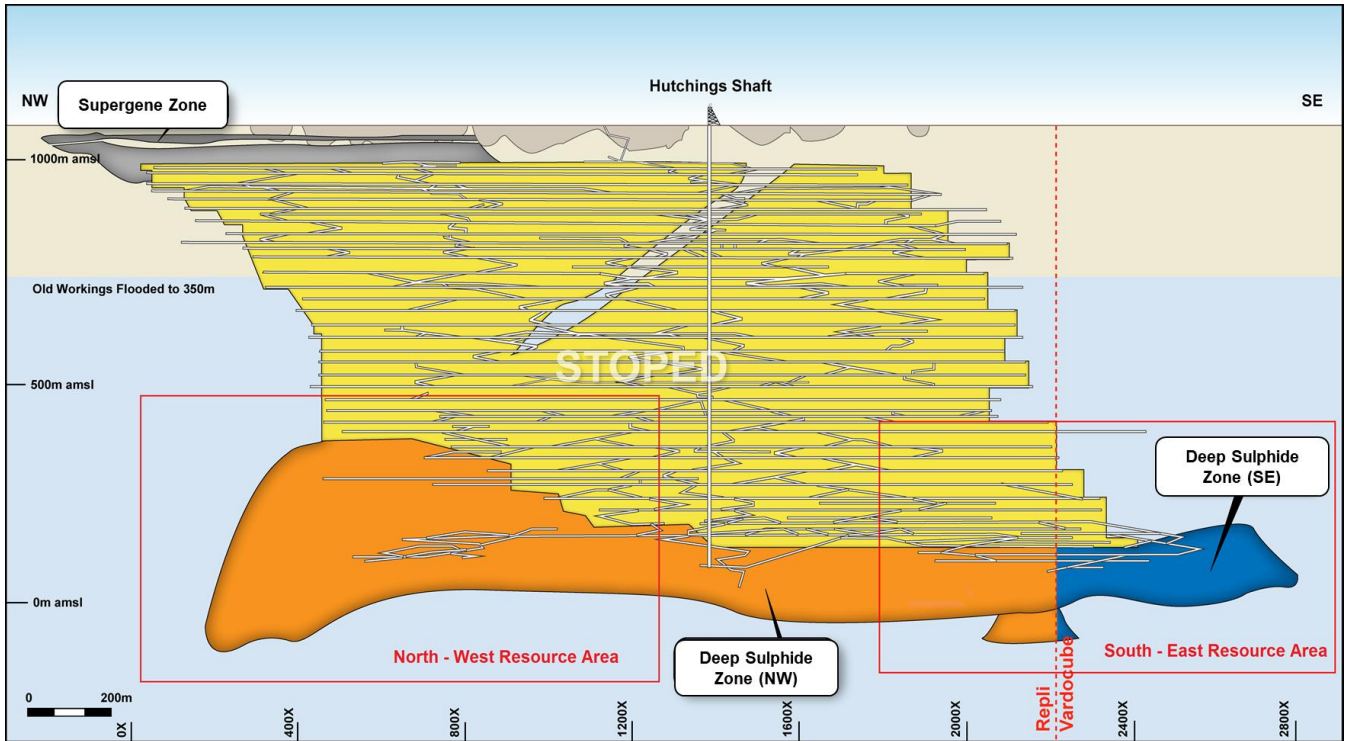 Hutchings Shaft
NW
SE
Supergene Zone
1000m amsl
Old Workings Flooded to 350m
STOPED
500m amsl
Deep Sulphide
Zone (SE)
0m amsl
North - West Resource Area
Deep Sulphide
Zone (NW)
South - East Resource Area
Repli
Vardocube
0
200m
0X
400X
800X
1200X
1600X
2000X
2400X
2800X